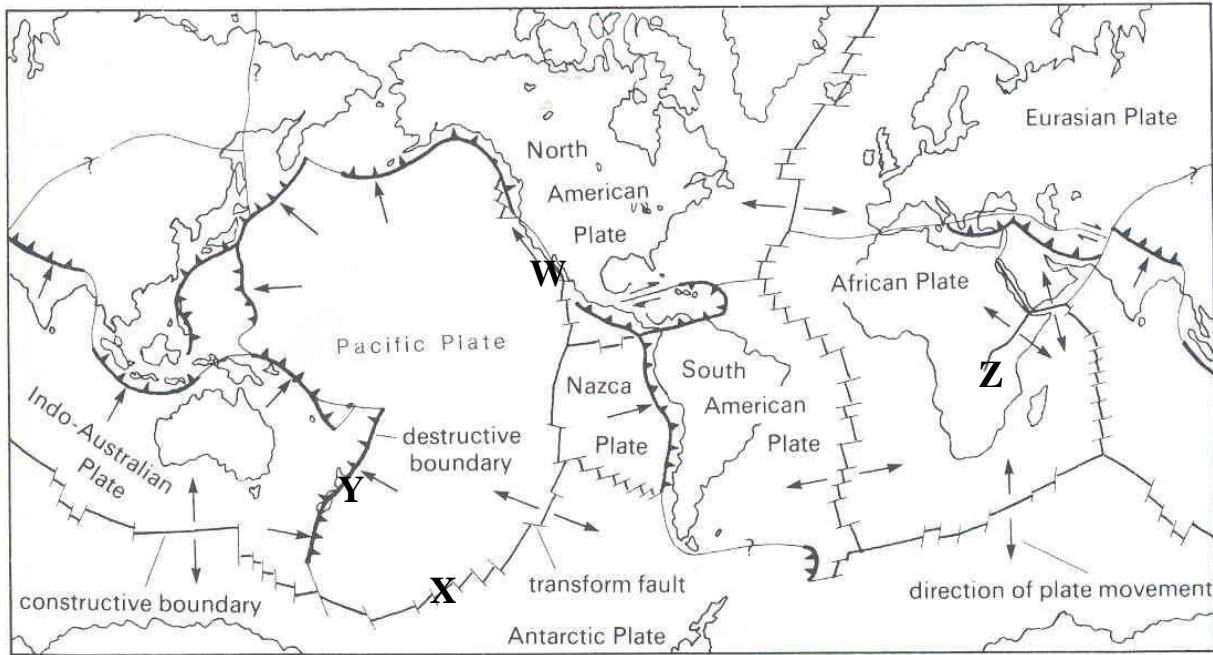 ?
Eurasian Plate
North
American
Plate
?
?
W
African Plate
Pacific Plate
Z
Nazca
Plate
South
American
Plate
Indo-Australian
Plate
destructive
boundary
Y
X
transform fault
?
direction of plate movement
constructive boundary
Antarctic Plate